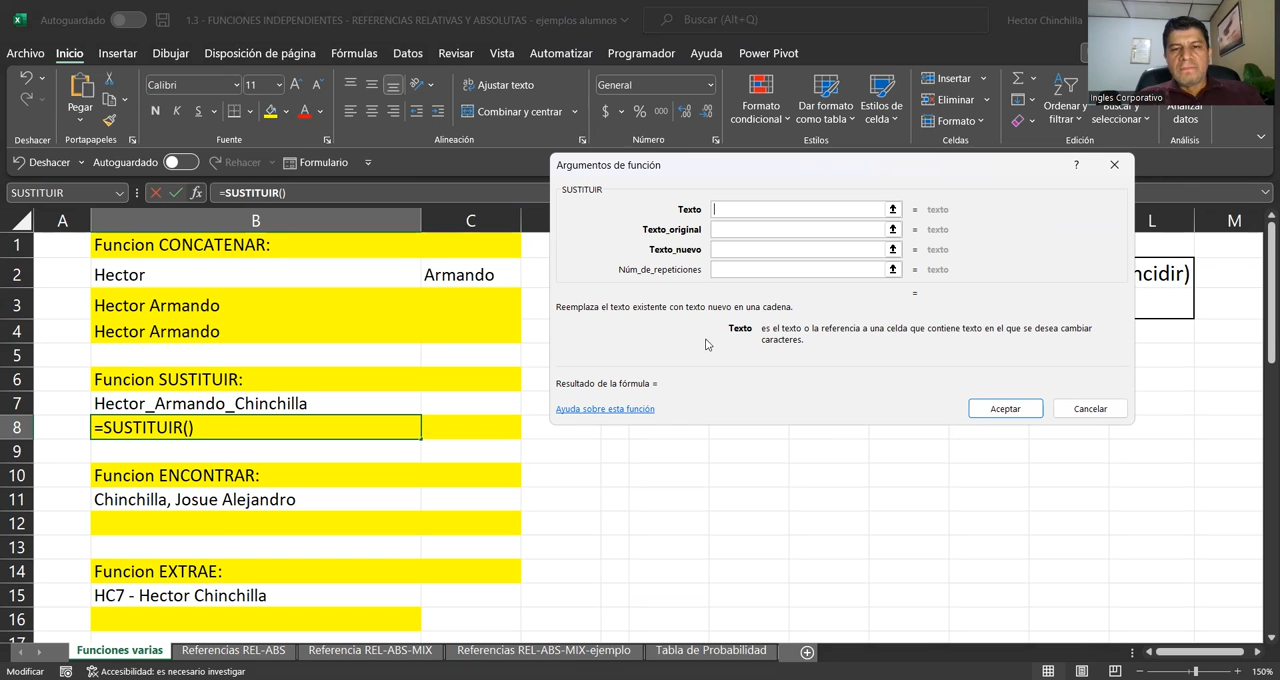 Autoguardado
1.3 - FUNCIONES INDEPENDIENTES - REFERENCIAS RELATIVAS Y ABSOLUTAS - ejemplos alumnos
Buscar (Alt+Q)
Hector Chinchilla
Archivo Inicio Insertar Dibujar Disposición de página Fórmulas Datos Revisar Vista Automatizar Programador Ayuda Power Pivot
Ingles Corporativo
Pegar
Calibri 11
N K S
Ajustar texto
Combinar y centrar
General
$ % 000
Formato condicional
Dar formato como tabla
Estilos de celda
Insertar
Eliminar
Formato
Ordenar y filtrar
Buscar y seleccionar
Analizar datos
Deshacer Portapapeles Fuente Alineación Número Estilos Celdas Edición Análisis
Deshacer Autoguardado Rehacer Formulario
SUSTITUIR fx =SUSTITUIR()
A B C L M
1 Funcion CONCATENAR:
2 Hector Armando
ncidir)
3 Hector Armando
4 Hector Armando
5
6 Funcion SUSTITUIR:
7 Hector_Armando_Chinchilla
8 =SUSTITUIR()
9
10 Funcion ENCONTRAR:
11 Chinchilla, Josue Alejandro
12
13
14 Funcion EXTRAE:
15 HC7 - Hector Chinchilla
16
17
Argumentos de función ?
SUSTITUIR
Texto = texto
Texto_original = texto
Texto_nuevo = texto
Núm_de_repeticiones = texto
=
Reemplaza el texto existente con texto nuevo en una cadena.
Texto es el texto o la referencia a una celda que contiene texto en el que se desea cambiar
caracteres.
Resultado de la fórmula =
Ayuda sobre esta función
Aceptar Cancelar
Funciones varias Referencias REL-ABS Referencia REL-ABS-MIX Referencias REL-ABS-MIX-ejemplo Tabla de Probabilidad
Modificar Accesibilidad: es necesario investigar 150%